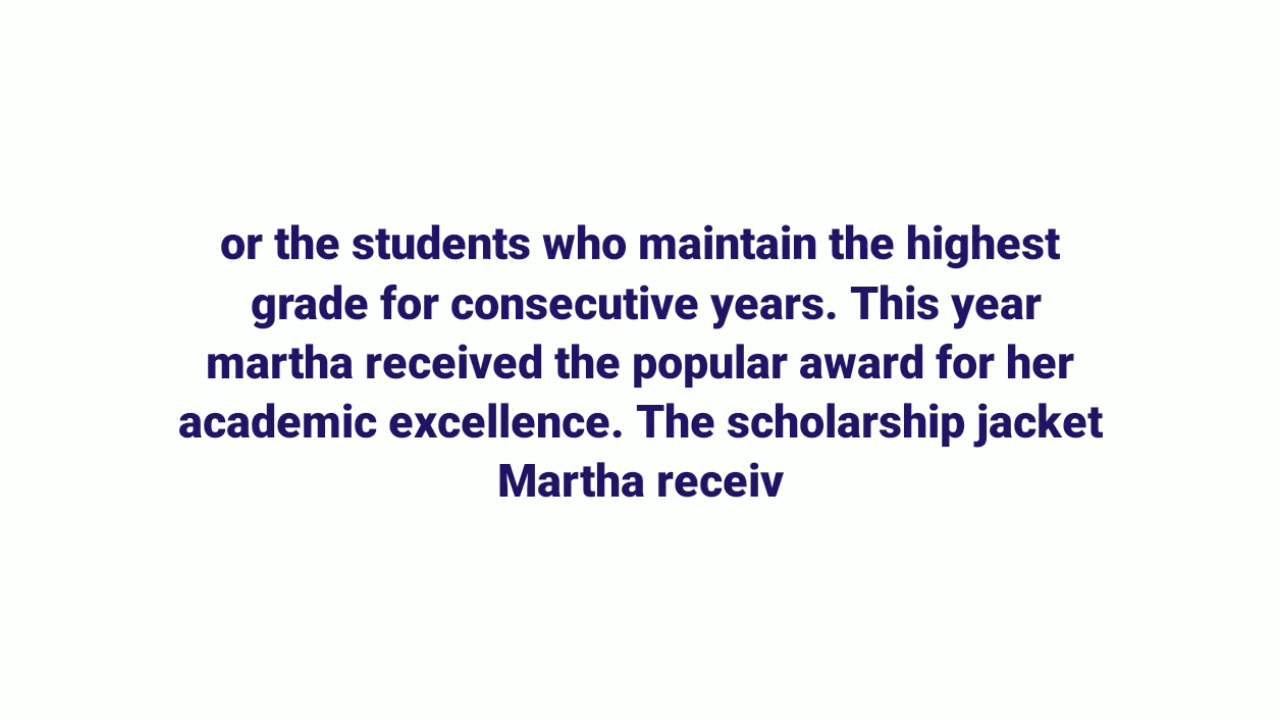 or the students who maintain the highest
grade for consecutive years. This year
martha received the popular award for her
academic excellence. The scholarship jacket
Martha receiv